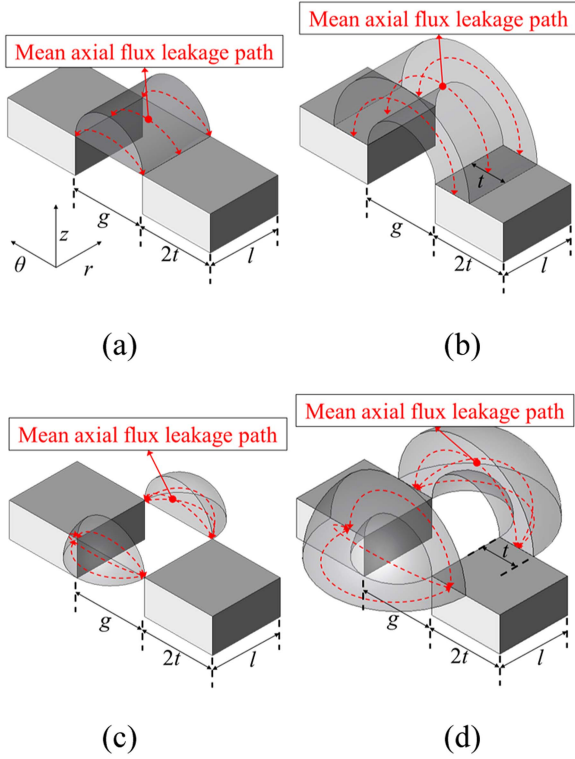 Mean axial flux leakage path
g
2t
l
z
θ
r
(a)
Mean axial flux leakage path
t
g
2t
l
(b)
Mean axial flux leakage path
g
2t
l
(c)
Mean axial flux leakage path
t
g
2t
l
(d)